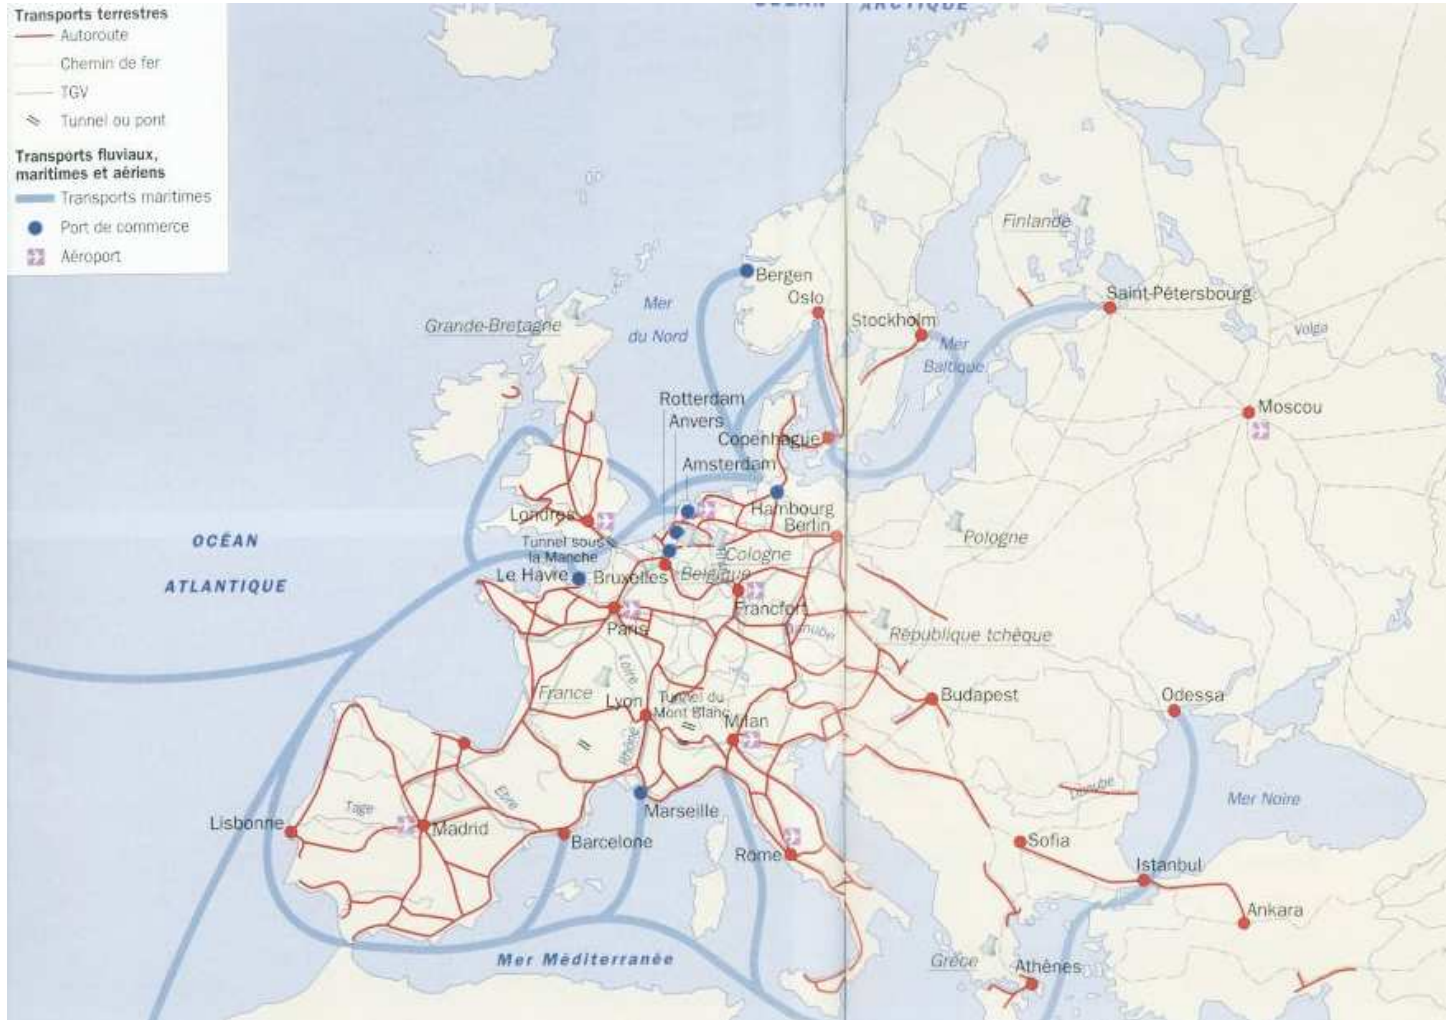 OCÉAN ARCTIQUE
Transports terrestres
Autoroute
Chemin de fer
TGV
Tunnel ou pont
Transports fluviaux,
maritimes et aériens
Transports maritimes
Port de commerce
Aéroport
Finlande
Bergen
Oslo
Saint-Pétersbourg
Mer
du Nord
Grande-Bretagne
Stockholm
Volga
Mer
Baltique
Rotterdam
Anvers
Moscou
Copenhague
Amsterdam
Londres
Hambourg
Berlin
OCÉAN
ATLANTIQUE
Tunnel sous
la Manche
Cologne
Pologne
Le Havre
Bruxelles
Belgique
Francfort
Paris
Danube
République tchèque
Loire
France
Lyon
Tunnel du
Mont Blanc
Milan
Budapest
Odessa
Rhône
Tage
Ebre
Danube
Mer Noire
Lisbonne
Madrid
Barcelone
Marseille
Rome
Sofia
Istanbul
Ankara
Mer Méditerranée
Grèce
Athènes